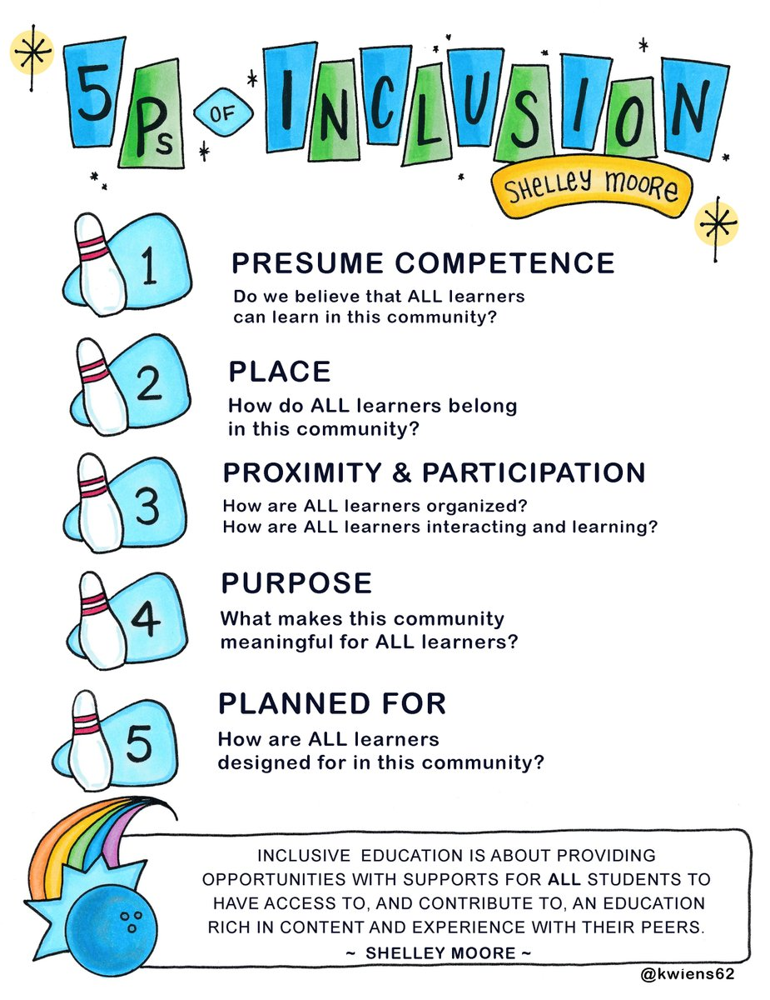 5 Ps OF INCLUSION
SHELLEY MOORE
1
PRESUME COMPETENCE
Do we believe that ALL learners
can learn in this community?
2
PLACE
How do ALL learners belong
in this community?
3
PROXIMITY & PARTICIPATION
How are ALL learners organized?
How are ALL learners interacting and learning?
4
PURPOSE
What makes this community
meaningful for ALL learners?
5
PLANNED FOR
How are ALL learners
designed for in this community?
INCLUSIVE EDUCATION IS ABOUT PROVIDING
OPPORTUNITIES WITH SUPPORTS FOR ALL STUDENTS TO
HAVE ACCESS TO, AND CONTRIBUTE TO, AN EDUCATION
RICH IN CONTENT AND EXPERIENCE WITH THEIR PEERS.
~ SHELLEY MOORE ~
@kwiens62